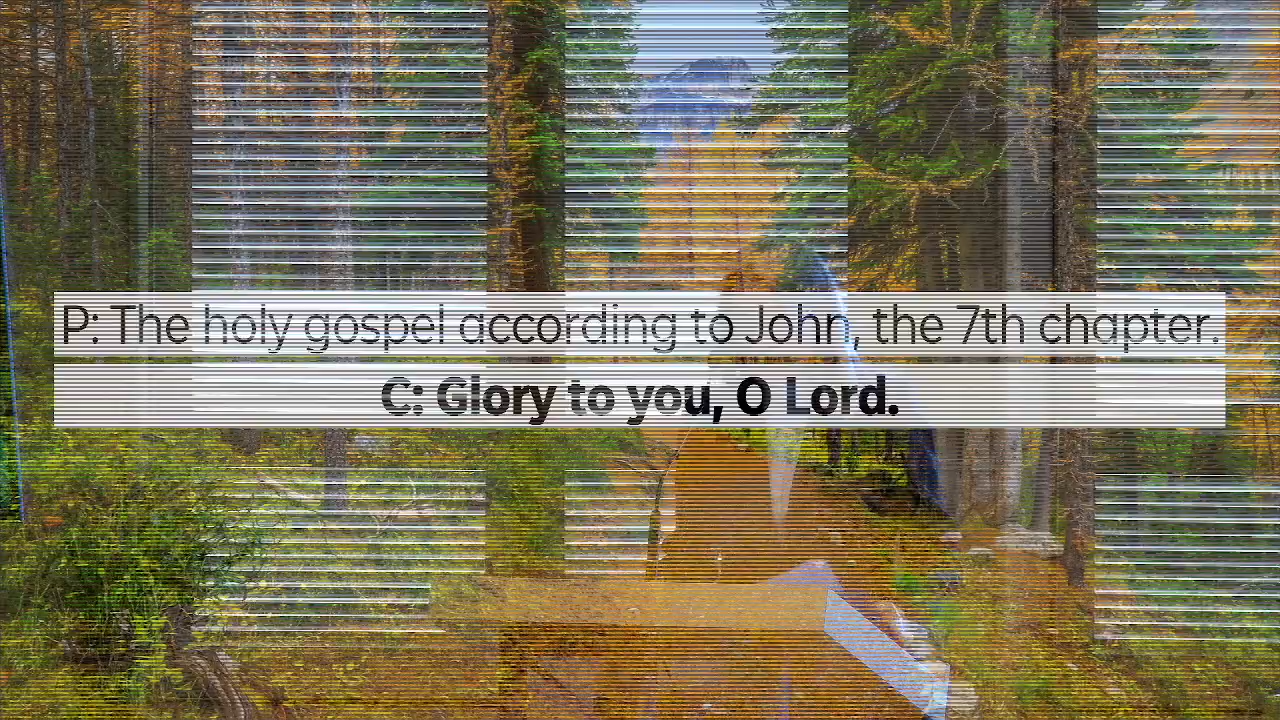 P: The holy gospel according to John, the 7th chapter.
C: Glory to you, O Lord.